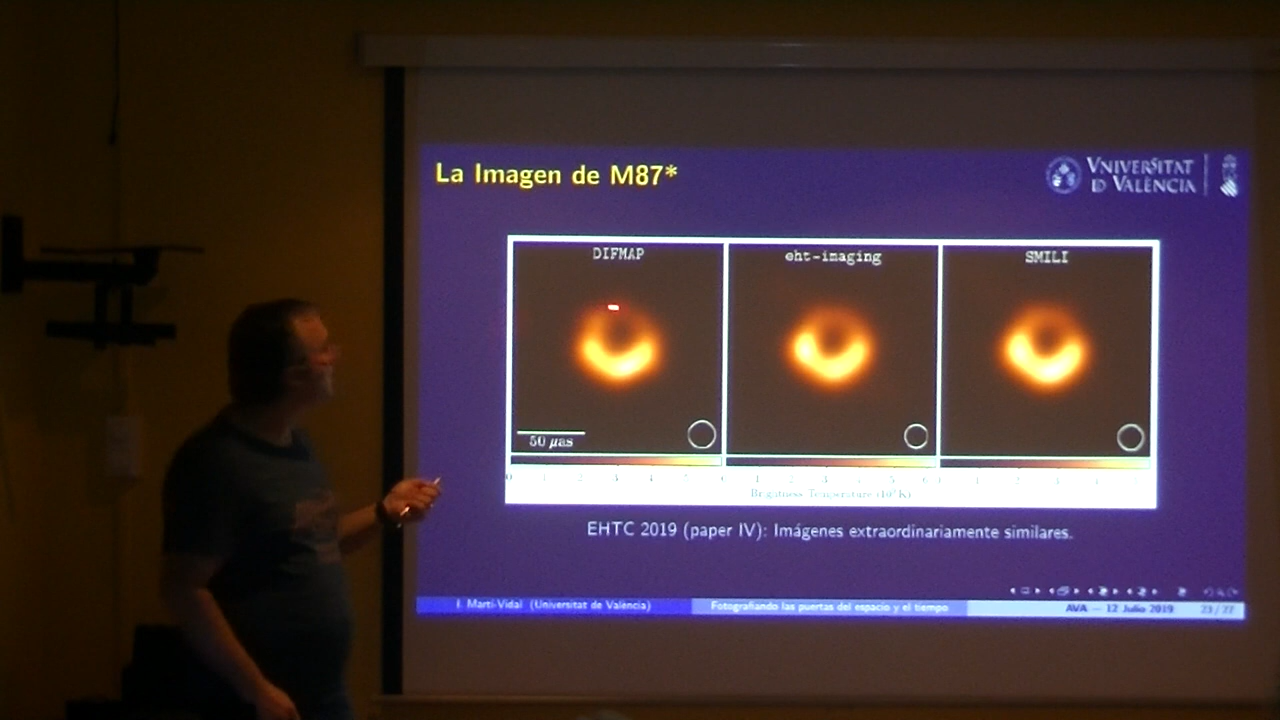 La Imagen de M87*
VNIVERSITAT
D VALÈNCIA
DIFMAP
eht-imaging
SMILI
50 μas
Brightness Temperature (10⁹ K)
EHTC 2019 (paper IV): Imágenes extraordinariamente similares.
I. Martí-Vidal (Universitat de València)
Fotografiando las puertas del espacio y el tiempo
AVA — 12 Julio 2019
23 / 27